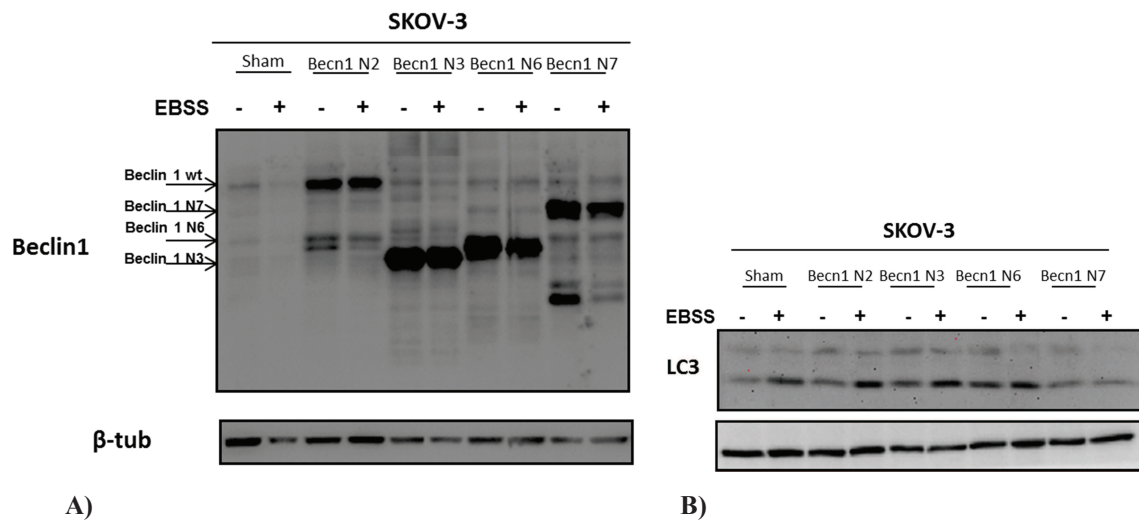 SKOV-3
Sham Becn1 N2 Becn1 N3 Becn1 N6 Becn1 N7
EBSS - + - + - + - + - +
Beclin 1 wt
Beclin 1 N7
Beclin 1 N6
Beclin 1 N3
Beclin1
β-tub
A)
SKOV-3
Sham Becn1 N2 Becn1 N3 Becn1 N6 Becn1 N7
EBSS - + - + - + - + - +
LC3
B)